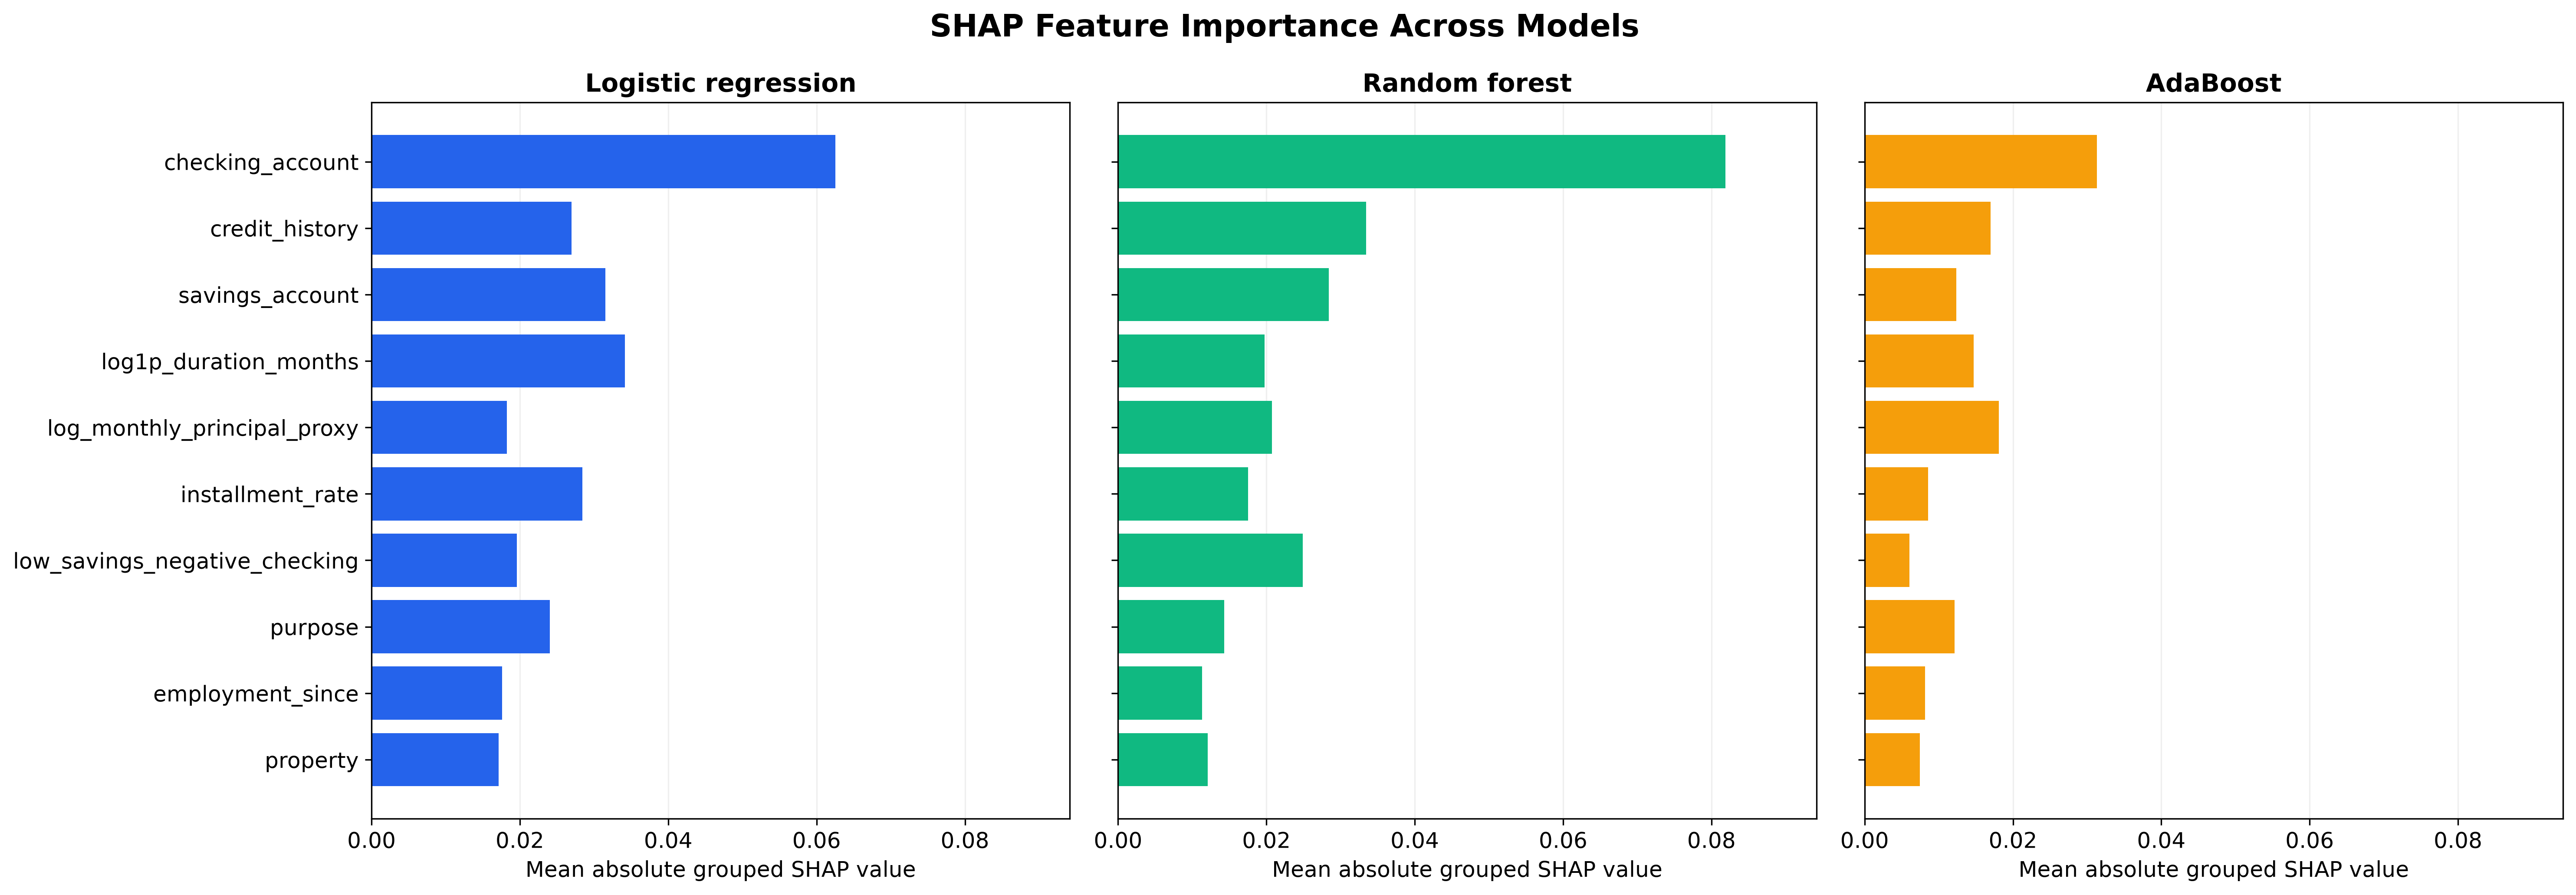 SHAP Feature Importance Across Models
Logistic regression
Random forest
AdaBoost
checking_account
credit_history
savings_account
log1p_duration_months
log_monthly_principal_proxy
installment_rate
low_savings_negative_checking
purpose
employment_since
property
0.00 0.02 0.04 0.06 0.08
Mean absolute grouped SHAP value
0.00 0.02 0.04 0.06 0.08
Mean absolute grouped SHAP value
0.00 0.02 0.04 0.06 0.08
Mean absolute grouped SHAP value